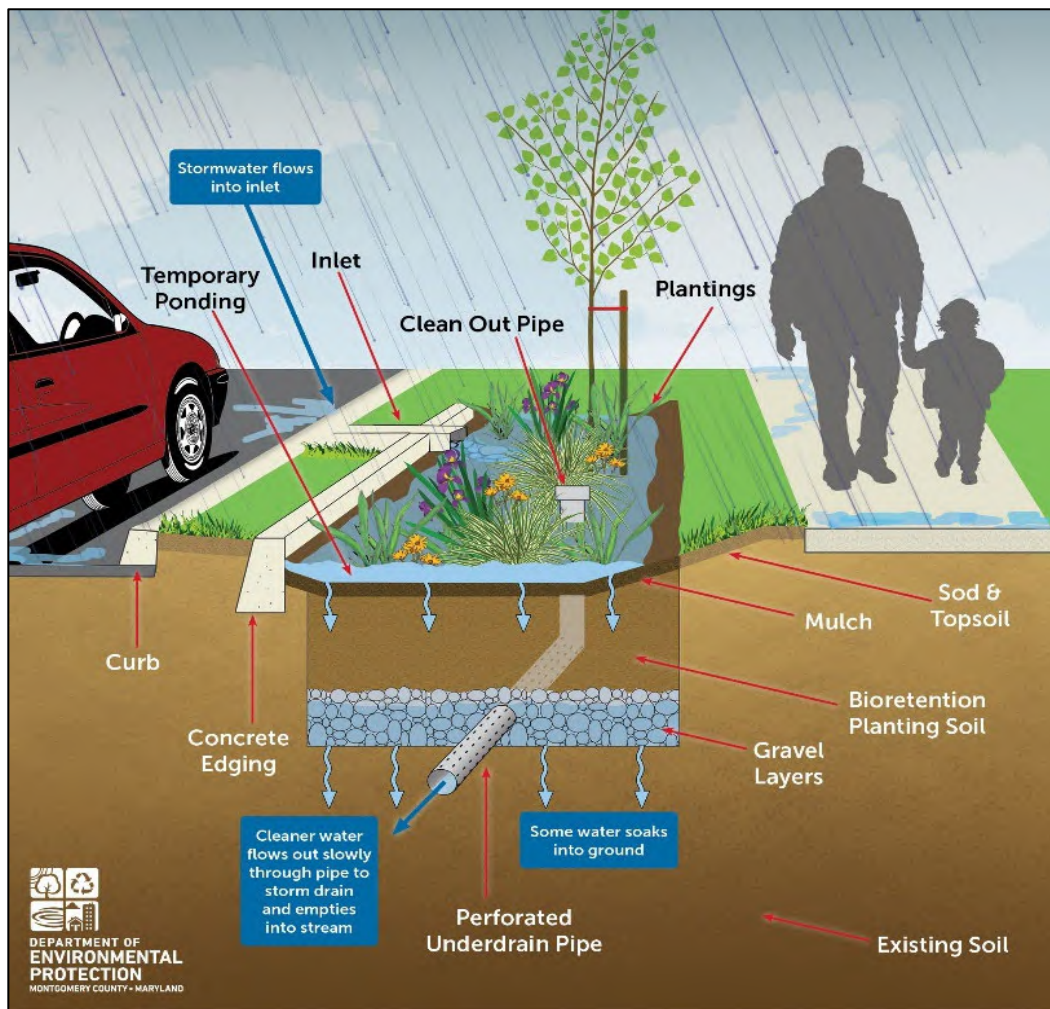 Stormwater flows
into inlet
Inlet
Temporary
Ponding
Plantings
Clean Out Pipe
Sod &
Topsoil
Mulch
Curb
Bioretention
Planting Soil
Concrete
Edging
Gravel
Layers
Cleaner water
flows out slowly
through pipe to
storm drain
and empties
into stream
Some water soaks
into ground
Perforated
Underdrain Pipe
Existing Soil
DEPARTMENT OF
ENVIRONMENTAL
PROTECTION
MONTGOMERY COUNTY • MARYLAND